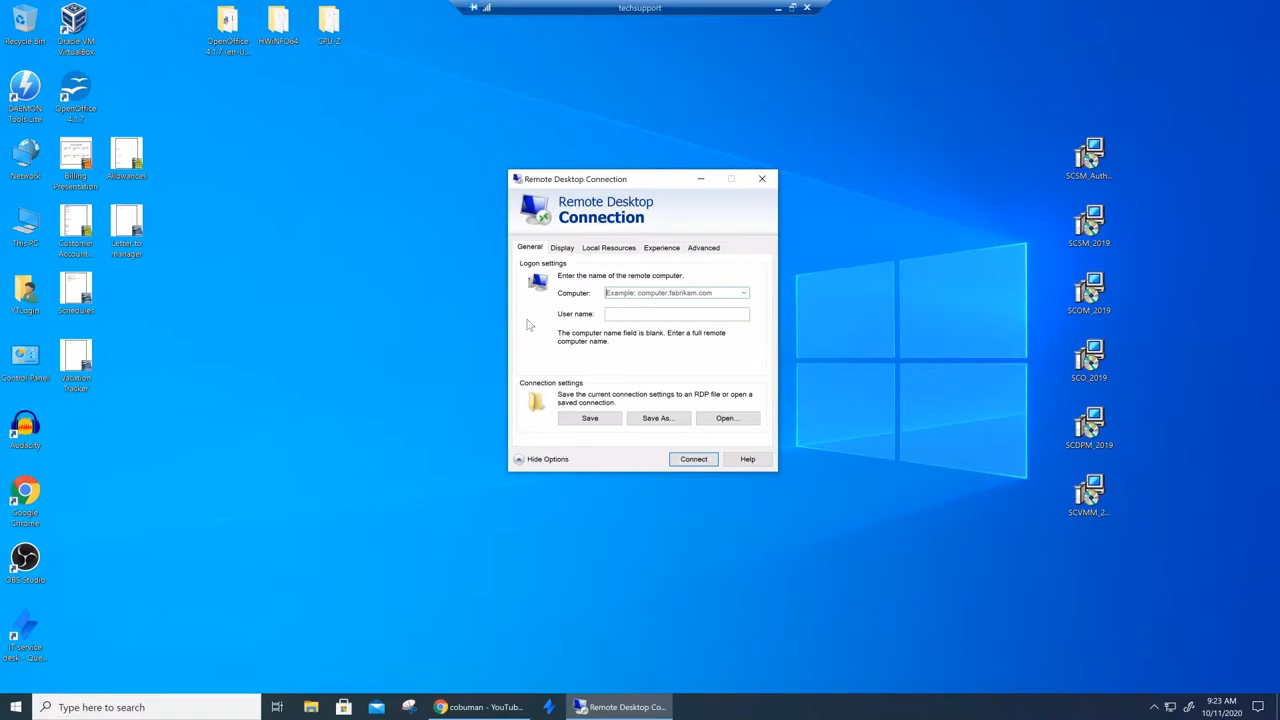 techsupport
Recycle Bin
Oracle VM
VirtualBox
OpenOffice
4.1.7 (en-U...
HWiNFO64
CPU-Z
DAEMON
Tools Lite
OpenOffice
4.1.7
Network
Billing
Presentation
Allowances
This PC
Customer
Account...
Letter to
manager
YTlogin
Schedules
Control Panel
Vacation
Tracker
Audacity
Google
Chrome
OBS Studio
IT service
desk - Que...
Remote Desktop Connection
Remote Desktop
Connection
General
Display
Local Resources
Experience
Advanced
Logon settings
Enter the name of the remote computer.
Computer:
Example: computer.fabrikam.com
User name:
The computer name field is blank. Enter a full remote
computer name.
Connection settings
Save the current connection settings to an RDP file or open a
saved connection.
Save
Save As...
Open...
Hide Options
Connect
Help
SCSM_Auth...
SCSM_2019
SCOM_2019
SCO_2019
SCDPM_2019
SCVMM_2...
Type here to search
cobuman - YouTub...
Remote Desktop Co...
9:23 AM
10/11/2020